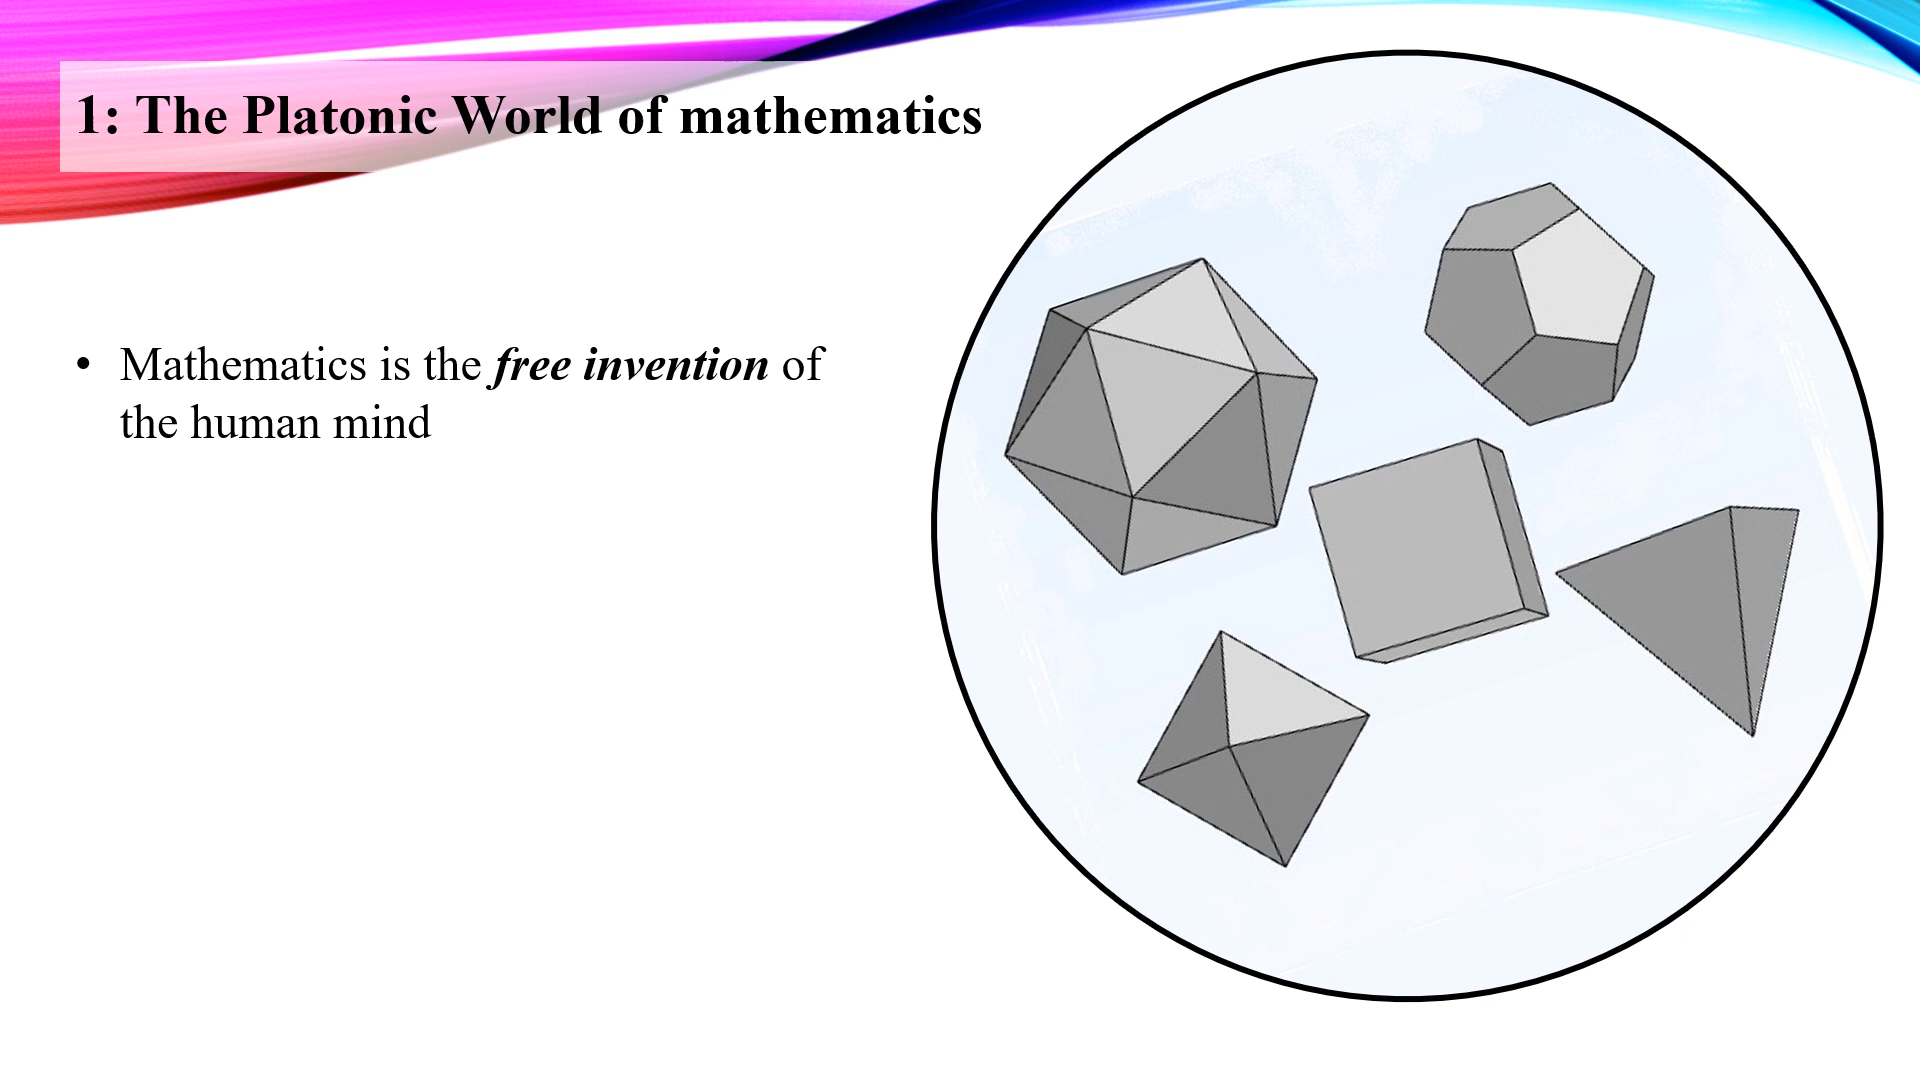 1: The Platonic World of mathematics
• Mathematics is the free invention of
the human mind